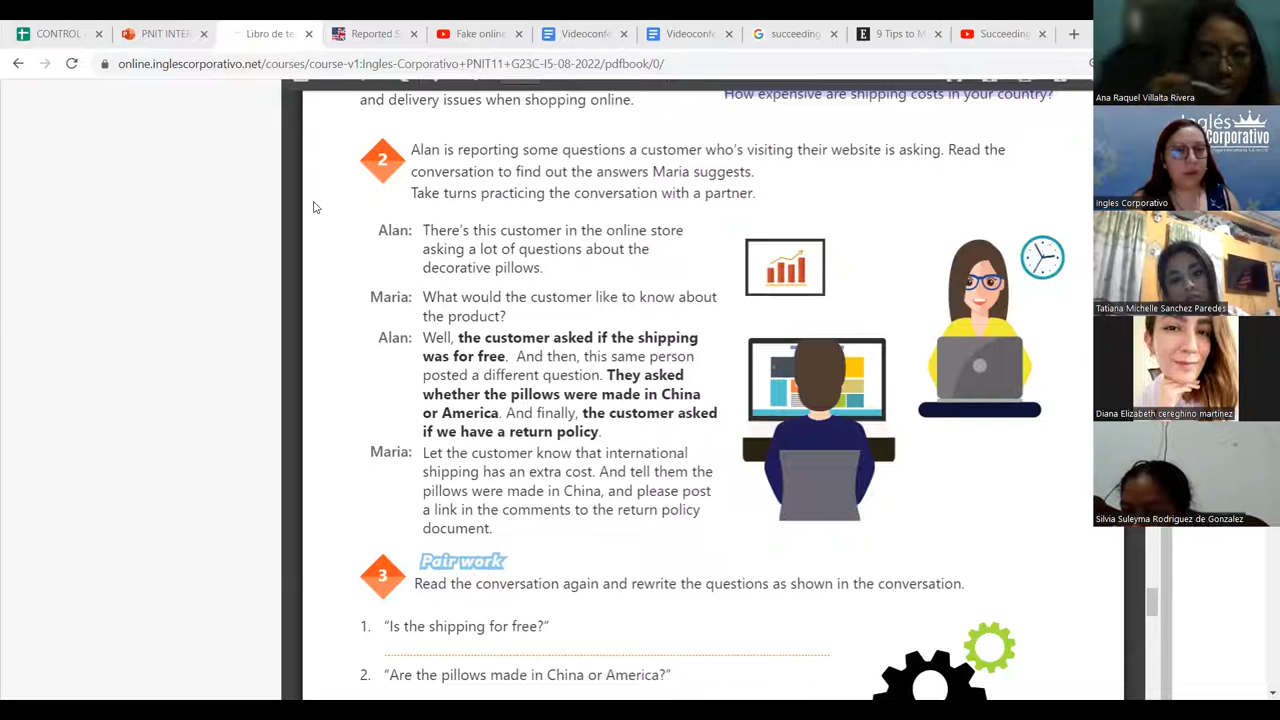 CONTROL
PNIT INTER
Libro de te
Reported S
Fake online
Videoconfe
Videoconfe
succeeding
9 Tips to M
Succeeding
online.inglescorporativo.net/courses/course-v1:Ingles-Corporativo+PNIT11+G23C-I5-08-2022/pdfbook/0/
and delivery issues when shopping online.
How expensive are shipping costs in your country?
2
Alan is reporting some questions a customer who's visiting their website is asking. Read the
conversation to find out the answers Maria suggests.
Take turns practicing the conversation with a partner.
Alan: There's this customer in the online store
asking a lot of questions about the
decorative pillows.
Maria: What would the customer like to know about
the product?
Alan: Well, the customer asked if the shipping
was for free. And then, this same person
posted a different question. They asked
whether the pillows were made in China
or America. And finally, the customer asked
if we have a return policy.
Maria: Let the customer know that international
shipping has an extra cost. And tell them the
pillows were made in China, and please post
a link in the comments to the return policy
document.
3
Pair work
Read the conversation again and rewrite the questions as shown in the conversation.
1. "Is the shipping for free?"
2. "Are the pillows made in China or America?"
Ana Raquel Villalta Rivera
Inglés
Corporativo
Ingles Corporativo
Tatiana Michelle Sanchez Paredes
Diana Elizabeth cereghino martinez
Silvia Suleyma Rodriguez de Gonzalez